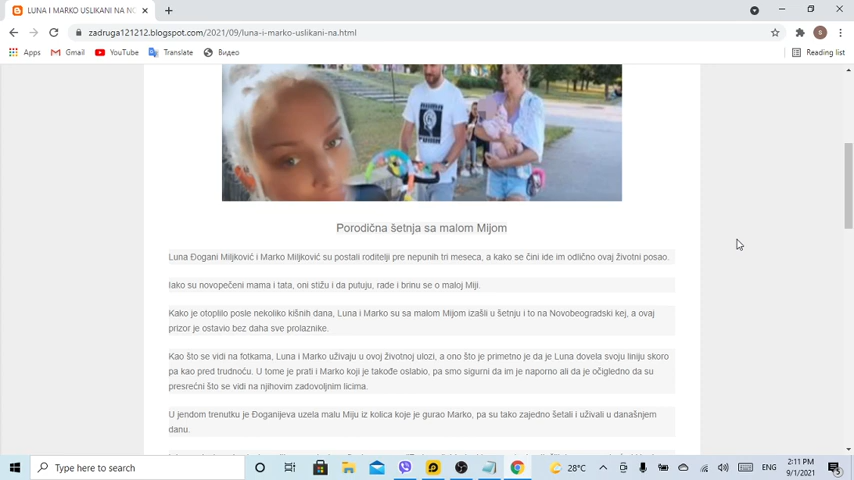 LUNA I MARKO USLIKANI NA NO
zadruga121212.blogspot.com/2021/09/luna-i-marko-uslikani-na.html
Apps Gmail YouTube Translate Видео Reading list
Porodična šetnja sa malom Mijom
Luna Đogani Miljković i Marko Miljković su postali roditelji pre nepunih tri meseca, a kako se čini ide im odlično ovaj životni posao.
Iako su novopečeni mama i tata, oni stižu i da putuju, rade i brinu se o maloj Miji.
Kako je otoplilo posle nekoliko kišnih dana, Luna i Marko su sa malom Mijom izašli u šetnju i to na Novobeogradski kej, a ovaj
prizor je ostavio bez daha sve prolaznike.
Kao što se vidi na fotkama, Luna i Marko uživaju u ovoj životnoj ulozi, a ono što je primetno je da je Luna dovela svoju liniju skoro
pa kao pred trudnoću. U tome je prati i Marko koji je takođe oslabio, pa smo sigurni da im je naporno ali da je očigledno da su
presrećni što se vidi na njihovim zadovoljnim licima.
U jendom trenutku je Đoganijeva uzela malu Miju iz kolica koje je gurao Marko, pa su tako zajedno šetali i uživali u današnjem
danu.
Type here to search
28°C
ENG
2:11 PM
9/1/2021